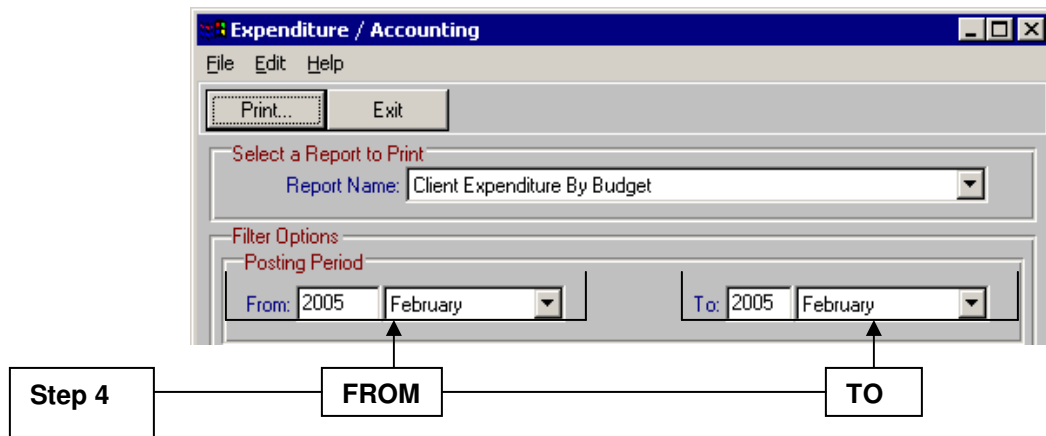 Expenditure / Accounting
File Edit Help
Print... Exit
Select a Report to Print
Report Name: Client Expenditure By Budget
Filter Options
Posting Period
From: 2005 February To: 2005 February
Step 4 FROM TO